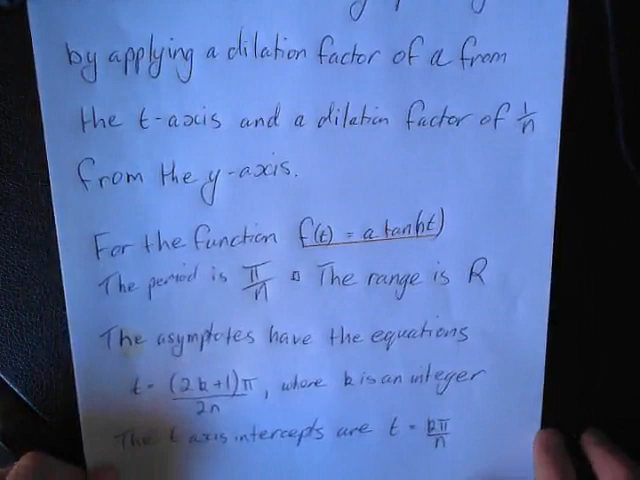 by applying a dilation factor of a from
the t-axis and a dilation factor of 1/n
from the y-axis.
For the function f(t) = a tan(nt)
The period is π/n ▫ The range is R
The asymptotes have the equations
t = (2k+1)π/2n, where k is an integer
The t axis intercepts are t = kπ/n